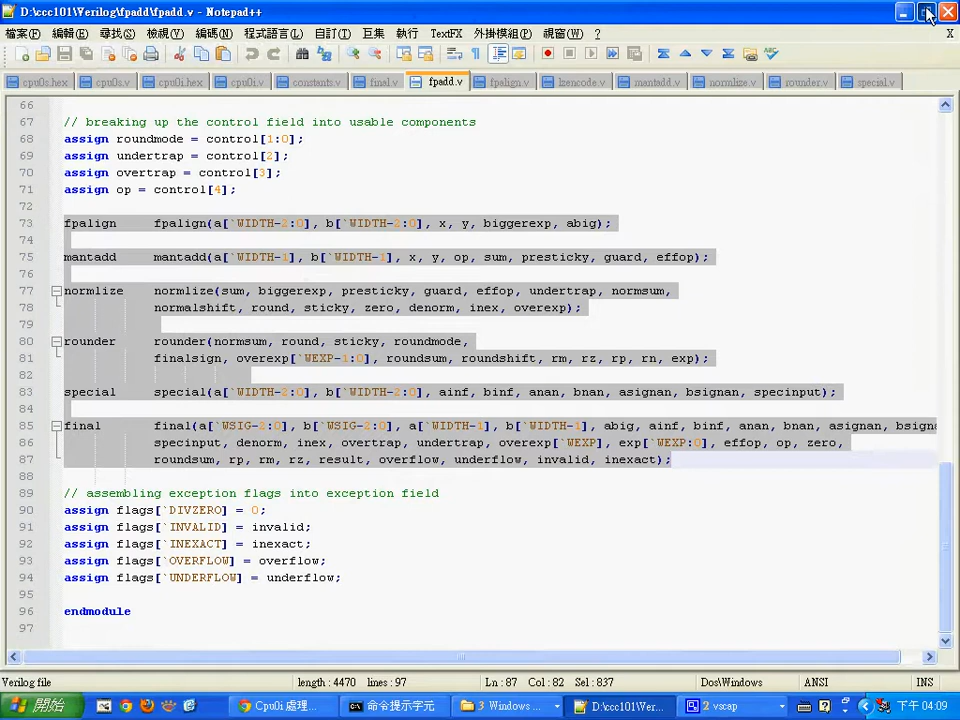 D:\ccc101\Verilog\fpadd\fpadd.v - Notepad++
檔案(F) 編輯(E) 尋找(S) 檢視(V) 編碼(N) 程式語言(L) 自訂(T) 巨集 執行 TextFX 外掛模組(P) 視窗(W) ? X
cpu0s.hex cpu0s.v cpu0i.hex cpu0i.v constants.v final.v fpadd.v fpalign.v lzencode.v mantadd.v normlize.v rounder.v special.v
66
67 // breaking up the control field into usable components
68 assign roundmode = control[1:0];
69 assign undertrap = control[2];
70 assign overtrap = control[3];
71 assign op = control[4];
72
73 fpalign fpalign(a[`WIDTH-2:0], b[`WIDTH-2:0], x, y, biggerexp, abig);
74
75 mantadd mantadd(a[`WIDTH-1], b[`WIDTH-1], x, y, op, sum, presticky, guard, effop);
76
77 normlize normlize(sum, biggerexp, presticky, guard, effop, undertrap, normsum,
78 normalshift, round, sticky, zero, denorm, inex, overexp);
79
80 rounder rounder(normsum, round, sticky, roundmode,
81 finalsign, overexp[`WEXP-1:0], roundsum, roundshift, rm, rz, rp, rn, exp);
82
83 special special(a[`WIDTH-2:0], b[`WIDTH-2:0], ainf, binf, anan, bnan, asignan, bsignan, specinput);
84
85 final final(a[`WSIG-2:0], b[`WSIG-2:0], a[`WIDTH-1], b[`WIDTH-1], abig, ainf, binf, anan, bnan, asignan, bsigna
86 specinput, denorm, inex, overtrap, undertrap, overexp[`WEXP], exp[`WEXP:0], effop, op, zero,
87 roundsum, rp, rm, rz, result, overflow, underflow, invalid, inexact);
88
89 // assembling exception flags into exception field
90 assign flags[`DIVZERO] = 0;
91 assign flags[`INVALID] = invalid;
92 assign flags[`INEXACT] = inexact;
93 assign flags[`OVERFLOW] = overflow;
94 assign flags[`UNDERFLOW] = underflow;
95
96 endmodule
97
Verilog file length : 4470 lines : 97 Ln : 87 Col : 82 Sel : 837 Dos\Windows ANSI INS
開始 Cpu0i 處理... 命令提示字元 3 Windows ... D:\ccc101\Ver... 2 vscap 下午 04:09